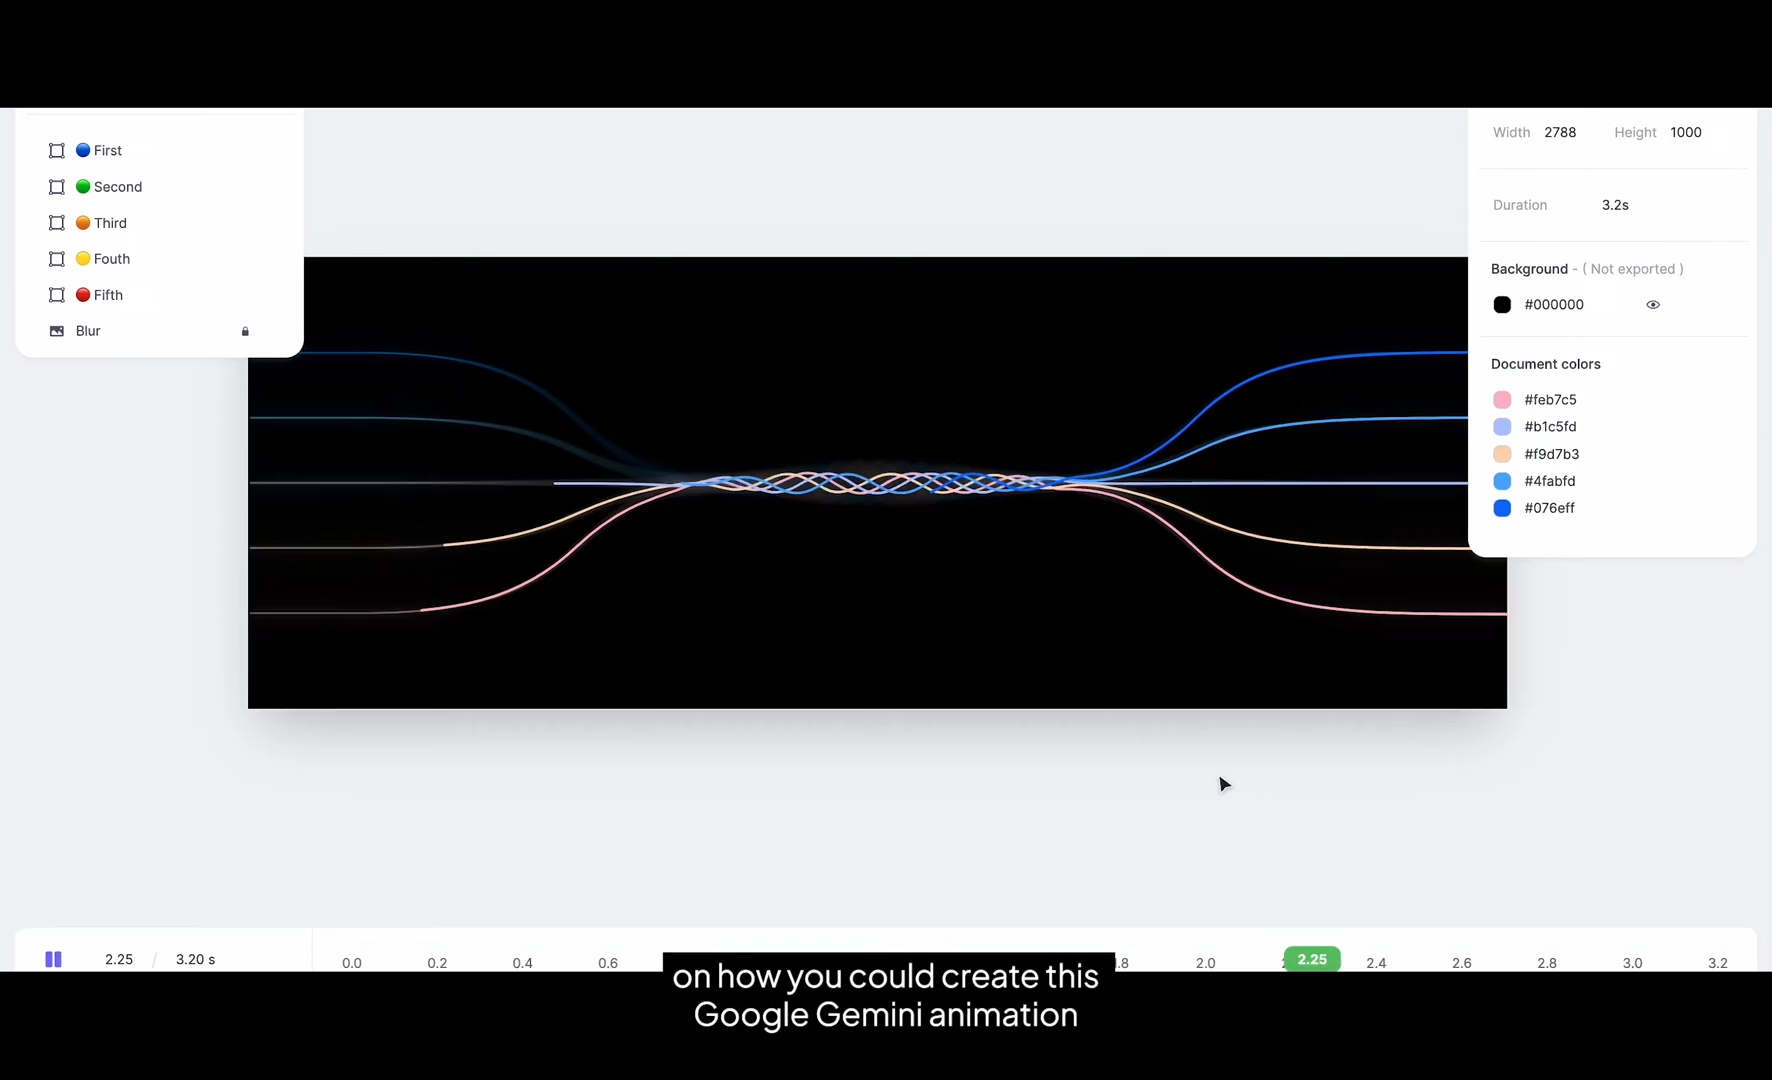 First
Second
Third
Fouth
Fifth
Blur
Width 2788 Height 1000
Duration 3.2s
Background - ( Not exported )
#000000
Document colors
#feb7c5
#b1c5fd
#f9d7b3
#4fabfd
#076eff
2.25 / 3.20 s
0.0 0.2 0.4 0.6 2.0 2.25 2.4 2.6 2.8 3.0 3.2
on how you could create this
Google Gemini animation